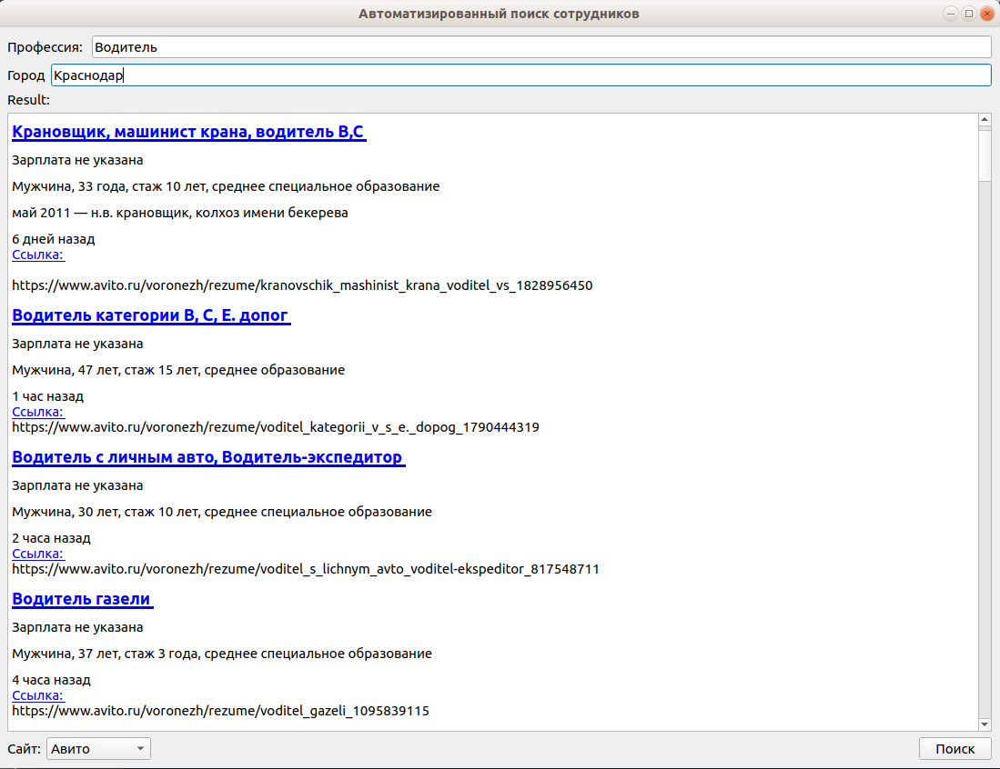 Автоматизированный поиск сотрудников
Профессия: Водитель
Город Краснодар
Result:
Крановщик, машинист крана, водитель В,С
Зарплата не указана
Мужчина, 33 года, стаж 10 лет, среднее специальное образование
май 2011 — н.в. крановщик, колхоз имени бекерева
6 дней назад
Ссылка:
https://www.avito.ru/voronezh/rezume/kranovschik_mashinist_krana_voditel_vs_1828956450
Водитель категории В, С, Е. допог
Зарплата не указана
Мужчина, 47 лет, стаж 15 лет, среднее образование
1 час назад
Ссылка:
https://www.avito.ru/voronezh/rezume/voditel_kategorii_v_s_e._dopog_1790444319
Водитель с личным авто, Водитель-экспедитор
Зарплата не указана
Мужчина, 30 лет, стаж 10 лет, среднее специальное образование
2 часа назад
Ссылка:
https://www.avito.ru/voronezh/rezume/voditel_s_lichnym_avto_voditel-ekspeditor_817548711
Водитель газели
Зарплата не указана
Мужчина, 37 лет, стаж 3 года, среднее специальное образование
4 часа назад
Ссылка:
https://www.avito.ru/voronezh/rezume/voditel_gazeli_1095839115
Сайт: Авито Поиск